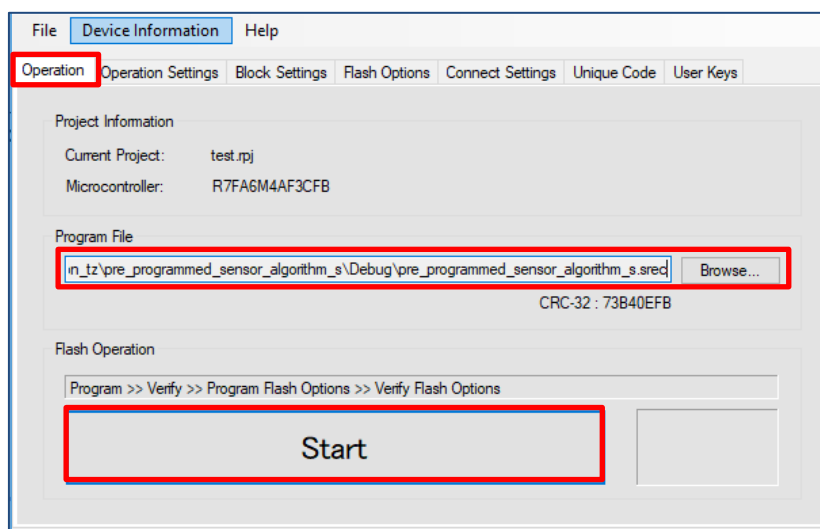 File Device Information Help
Operation Operation Settings Block Settings Flash Options Connect Settings Unique Code User Keys
Project Information
Current Project: test.rpj
Microcontroller: R7FA6M4AF3CFB
Program File
in_tz\pre_programmed_sensor_algorithm_s\Debug\pre_programmed_sensor_algorithm_s.srec Browse...
CRC-32 : 73B40EFB
Flash Operation
Program >> Verify >> Program Flash Options >> Verify Flash Options
Start